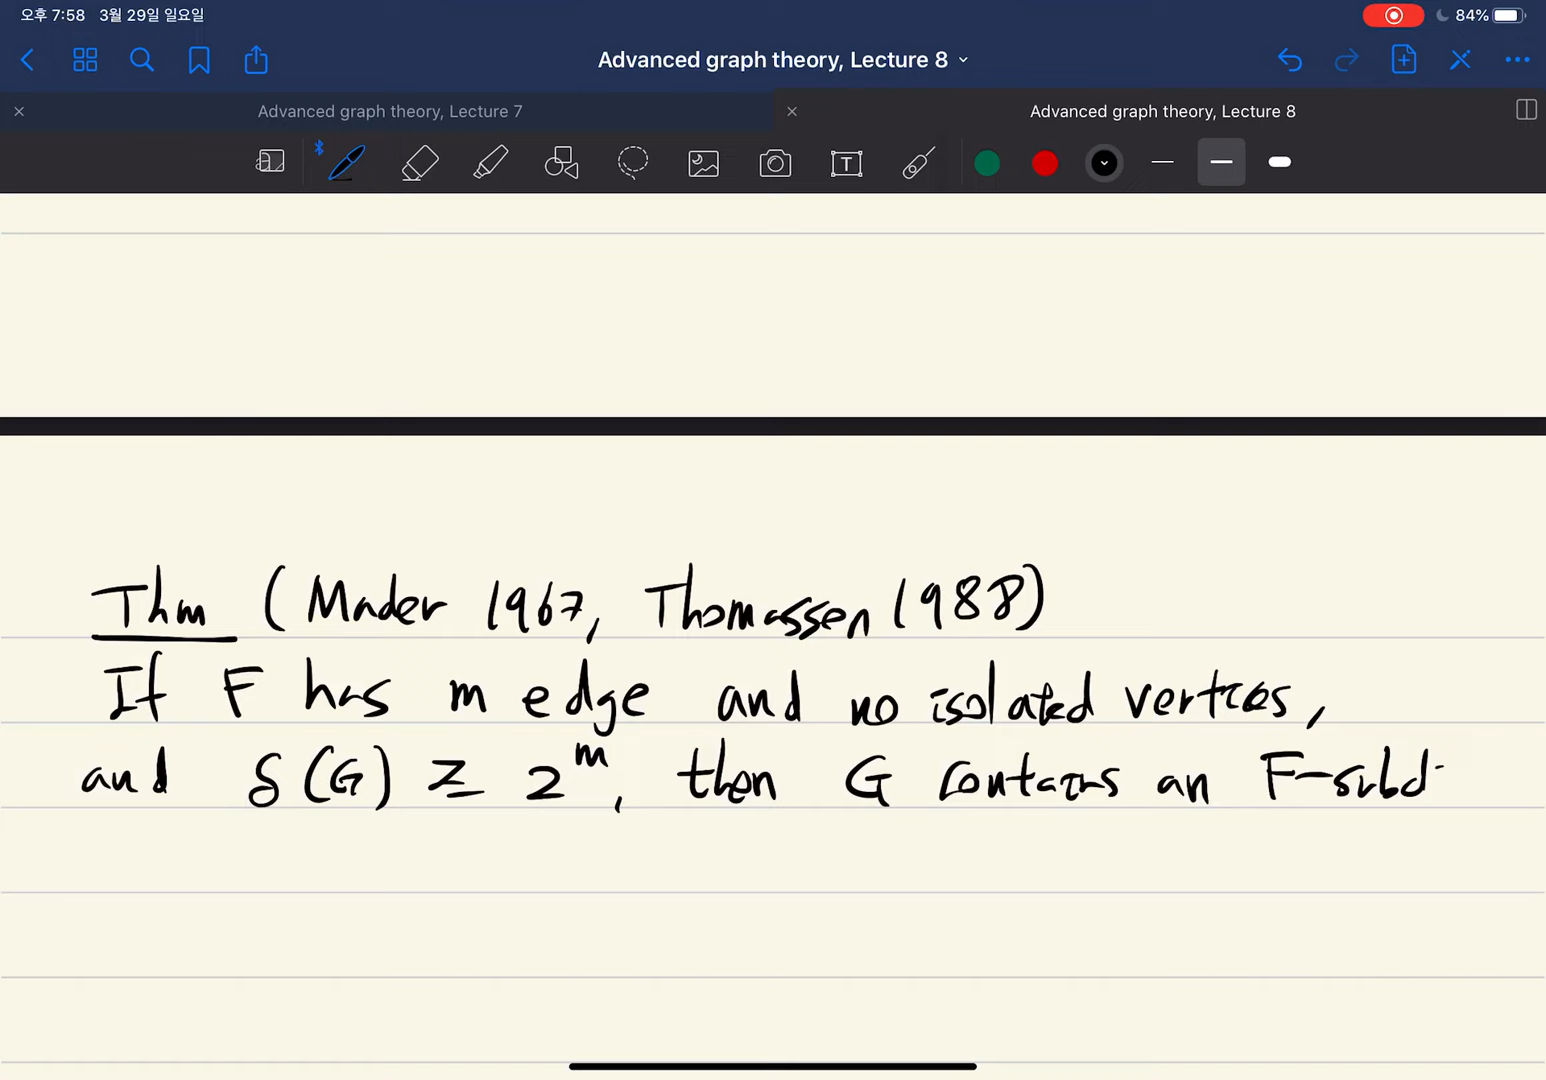 오후 7:58 3월 29일 일요일 84%
Advanced graph theory, Lecture 8
Advanced graph theory, Lecture 7 Advanced graph theory, Lecture 8
T
Thm (Mader 1967, Thomassen 1988)
If F has m edge and no isolated vertices,
and δ(G) ≥ 2^m, then G contains an F-subd